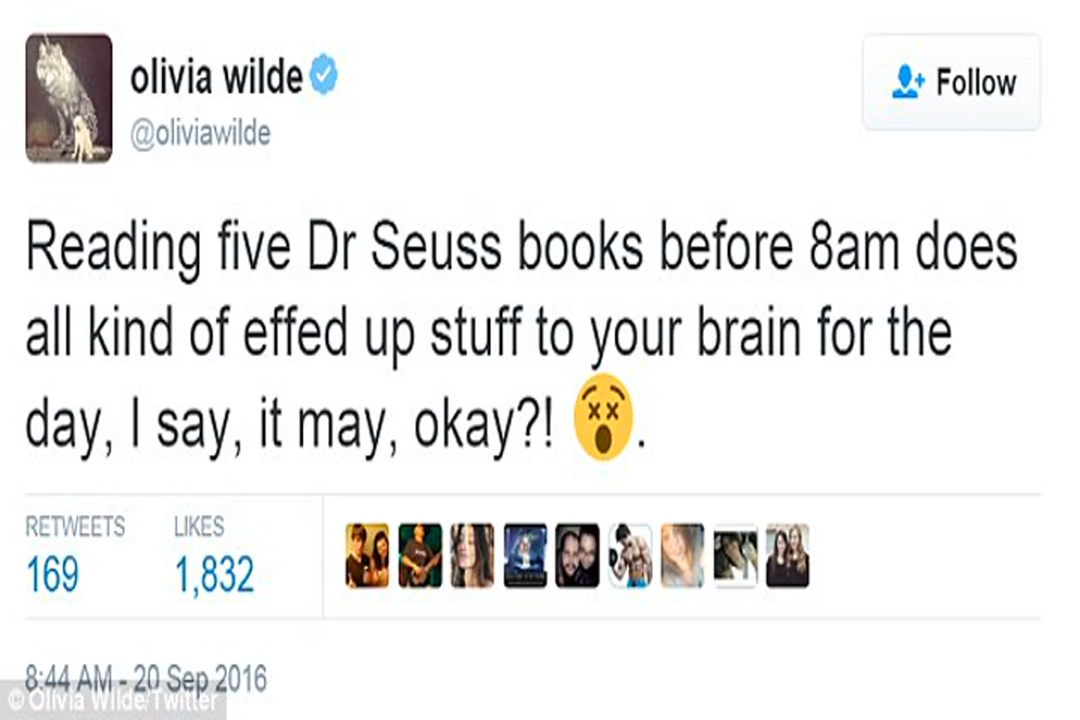 olivia wilde
@oliviawilde
Follow
Reading five Dr Seuss books before 8am does
all kind of effed up stuff to your brain for the
day, I say, it may, okay?! 😵.
RETWEETS LIKES
169 1,832
8:44 AM - 20 Sep 2016
© Olivia Wilde/Twitter